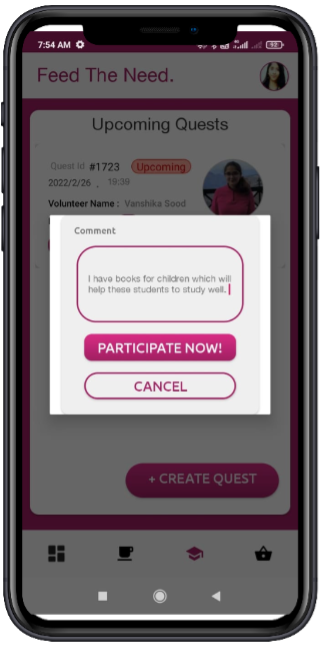 7:54 AM
Feed The Need.
Upcoming Quests
Quest Id #1723 Upcoming
2022/2/26 , 19:39
Volunteer Name : Vanshika Sood
Comment
I have books for children which will
help these students to study well.
PARTICIPATE NOW!
CANCEL
+ CREATE QUEST